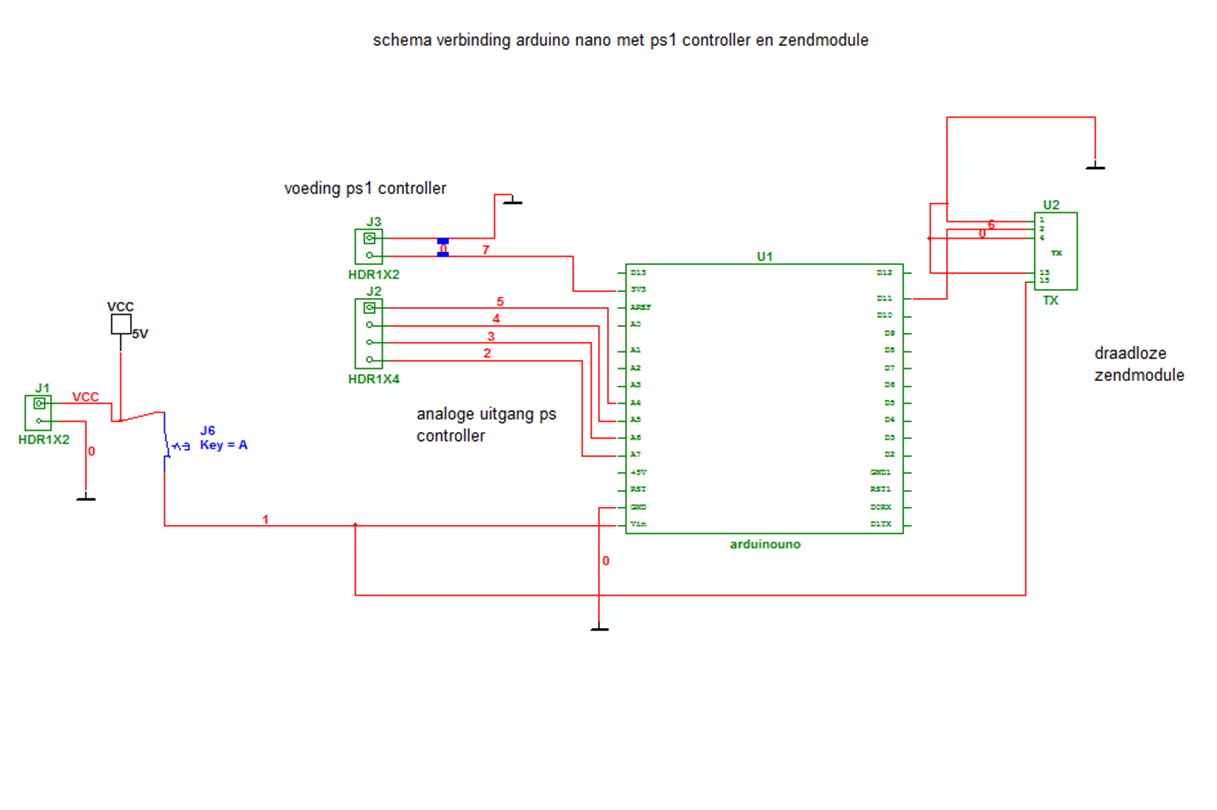 schema verbinding arduino nano met ps1 controller en zendmodule
voeding ps1 controller
J3
0
7
HDR1X2
J2
5
4
3
2
HDR1X4
analoge uitgang ps
controller
VCC
5V
J1
VCC
HDR1X2
0
J6
Key = A
1
0
U1
D13
3V3
AREF
A0
A1
A2
A3
A4
A5
A6
A7
+5V
RST
GND
Vin
D12
D11
D10
D9
D8
D7
D6
D5
D4
D3
D2
GND1
RST1
D0RX
D1TX
arduinouno
U2
6
0
1
2
4
13
15
TX
TX
draadloze
zendmodule